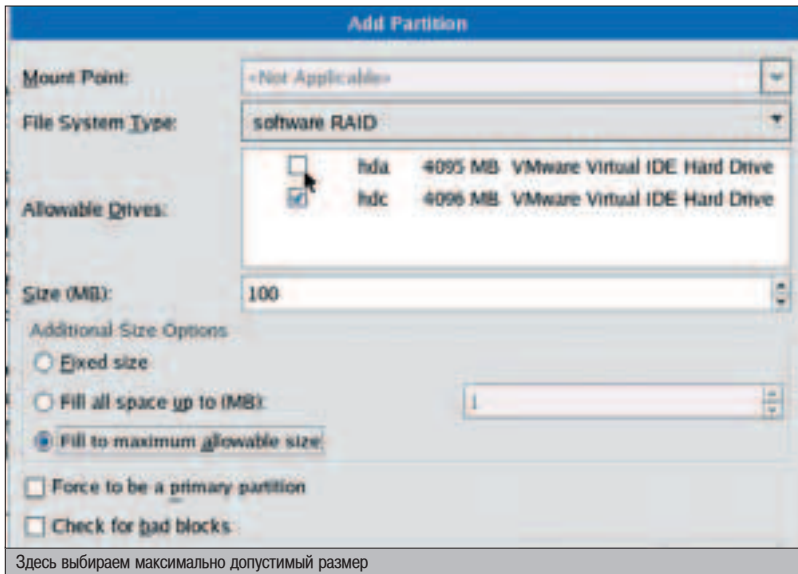 Add Partition
Mount Point: <Not Applicable>
File System Type: software RAID
hda 4095 MB VMware Virtual IDE Hard Drive
Allowable Drives: hdc 4096 MB VMware Virtual IDE Hard Drive
Size (MB): 100
Additional Size Options
Fixed size
Fill all space up to (MB): 1
Fill to maximum allowable size
Force to be a primary partition
Check for bad blocks
Здесь выбираем максимально допустимый размер